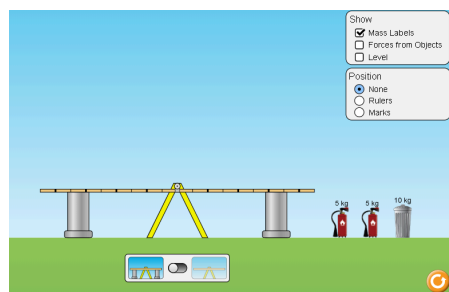 Show
Mass Labels
Forces from Objects
Level
Position
None
Rulers
Marks
5 kg
5 kg
10 kg